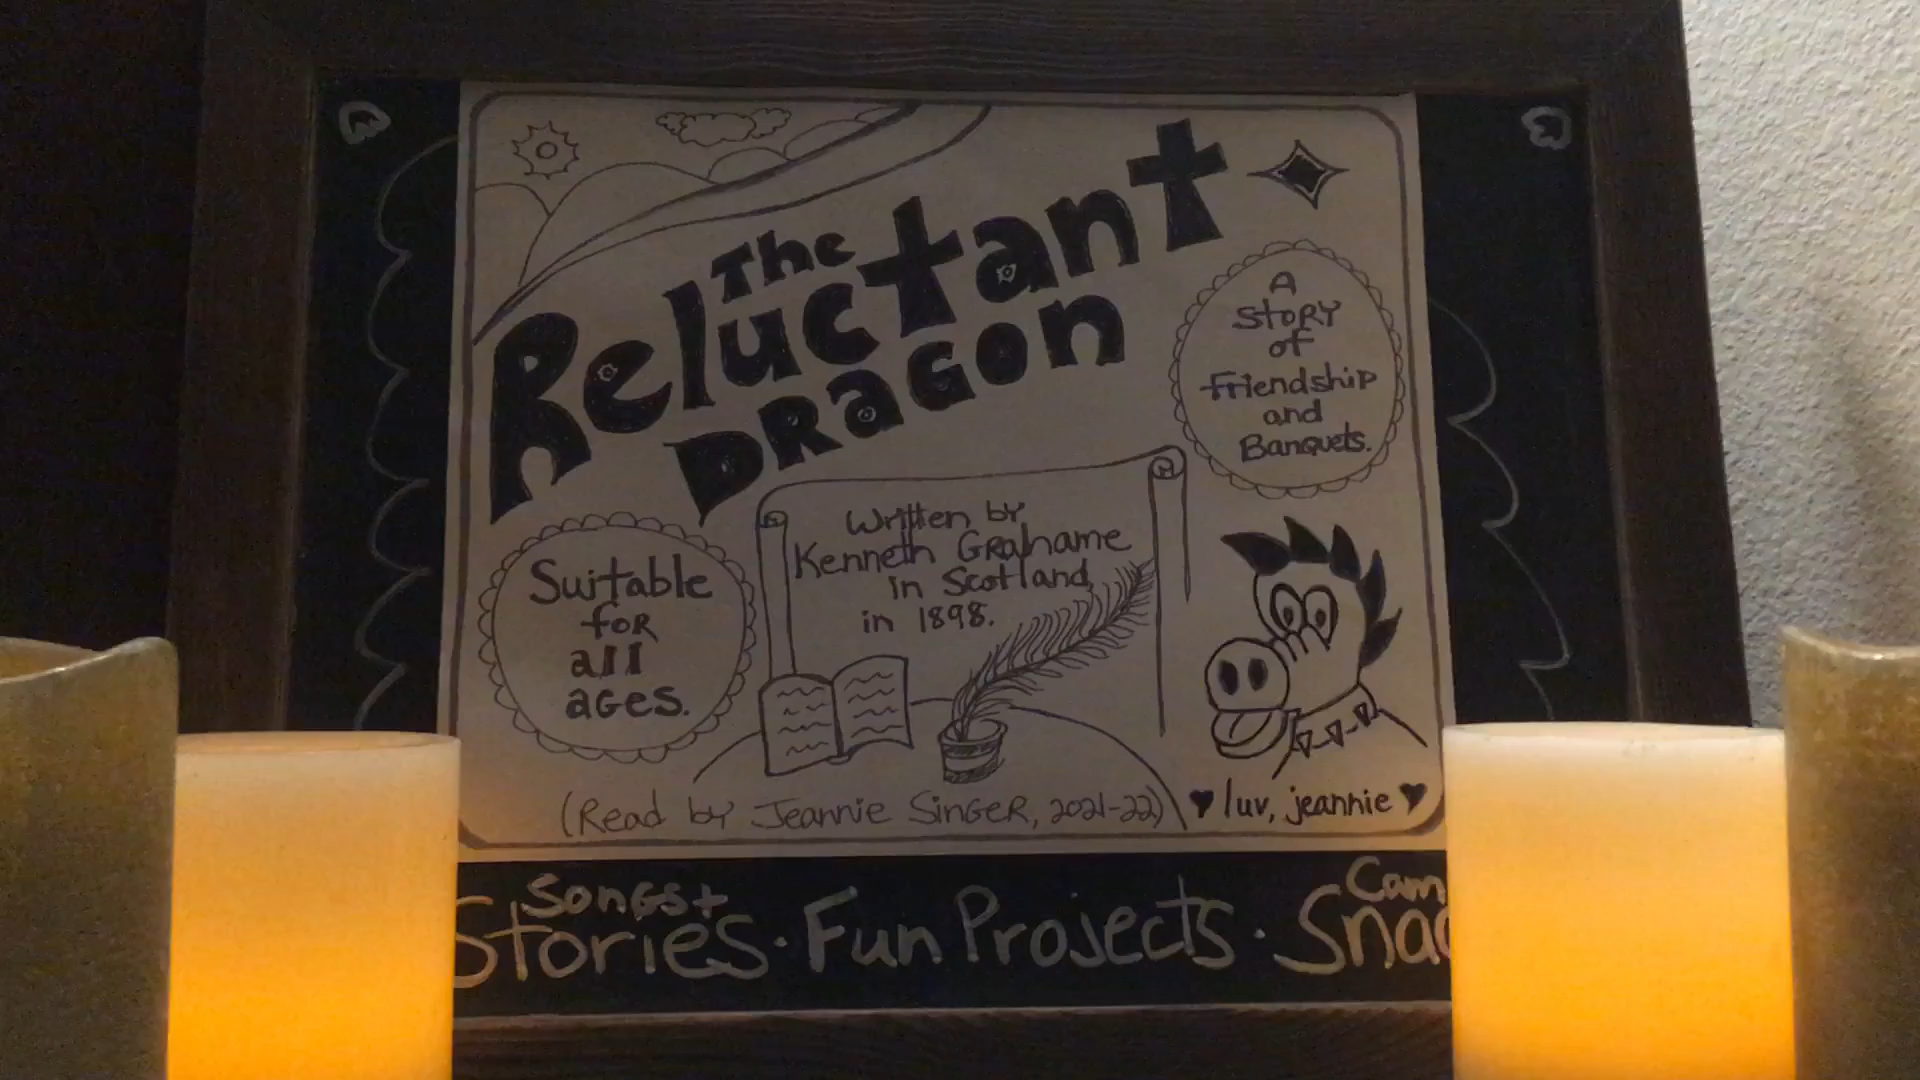 The
Reluctant
DRAGON
A
StORY
of
friendship
and
Banquets.
Suitable
foR
all
aGes.
Written by
Kenneth Grahame
in Scotland,
in 1898.
(Read by Jeannie SinGeR, 2021-22)
luv, jeannie
SonGs+
Stories · Fun Projects ·